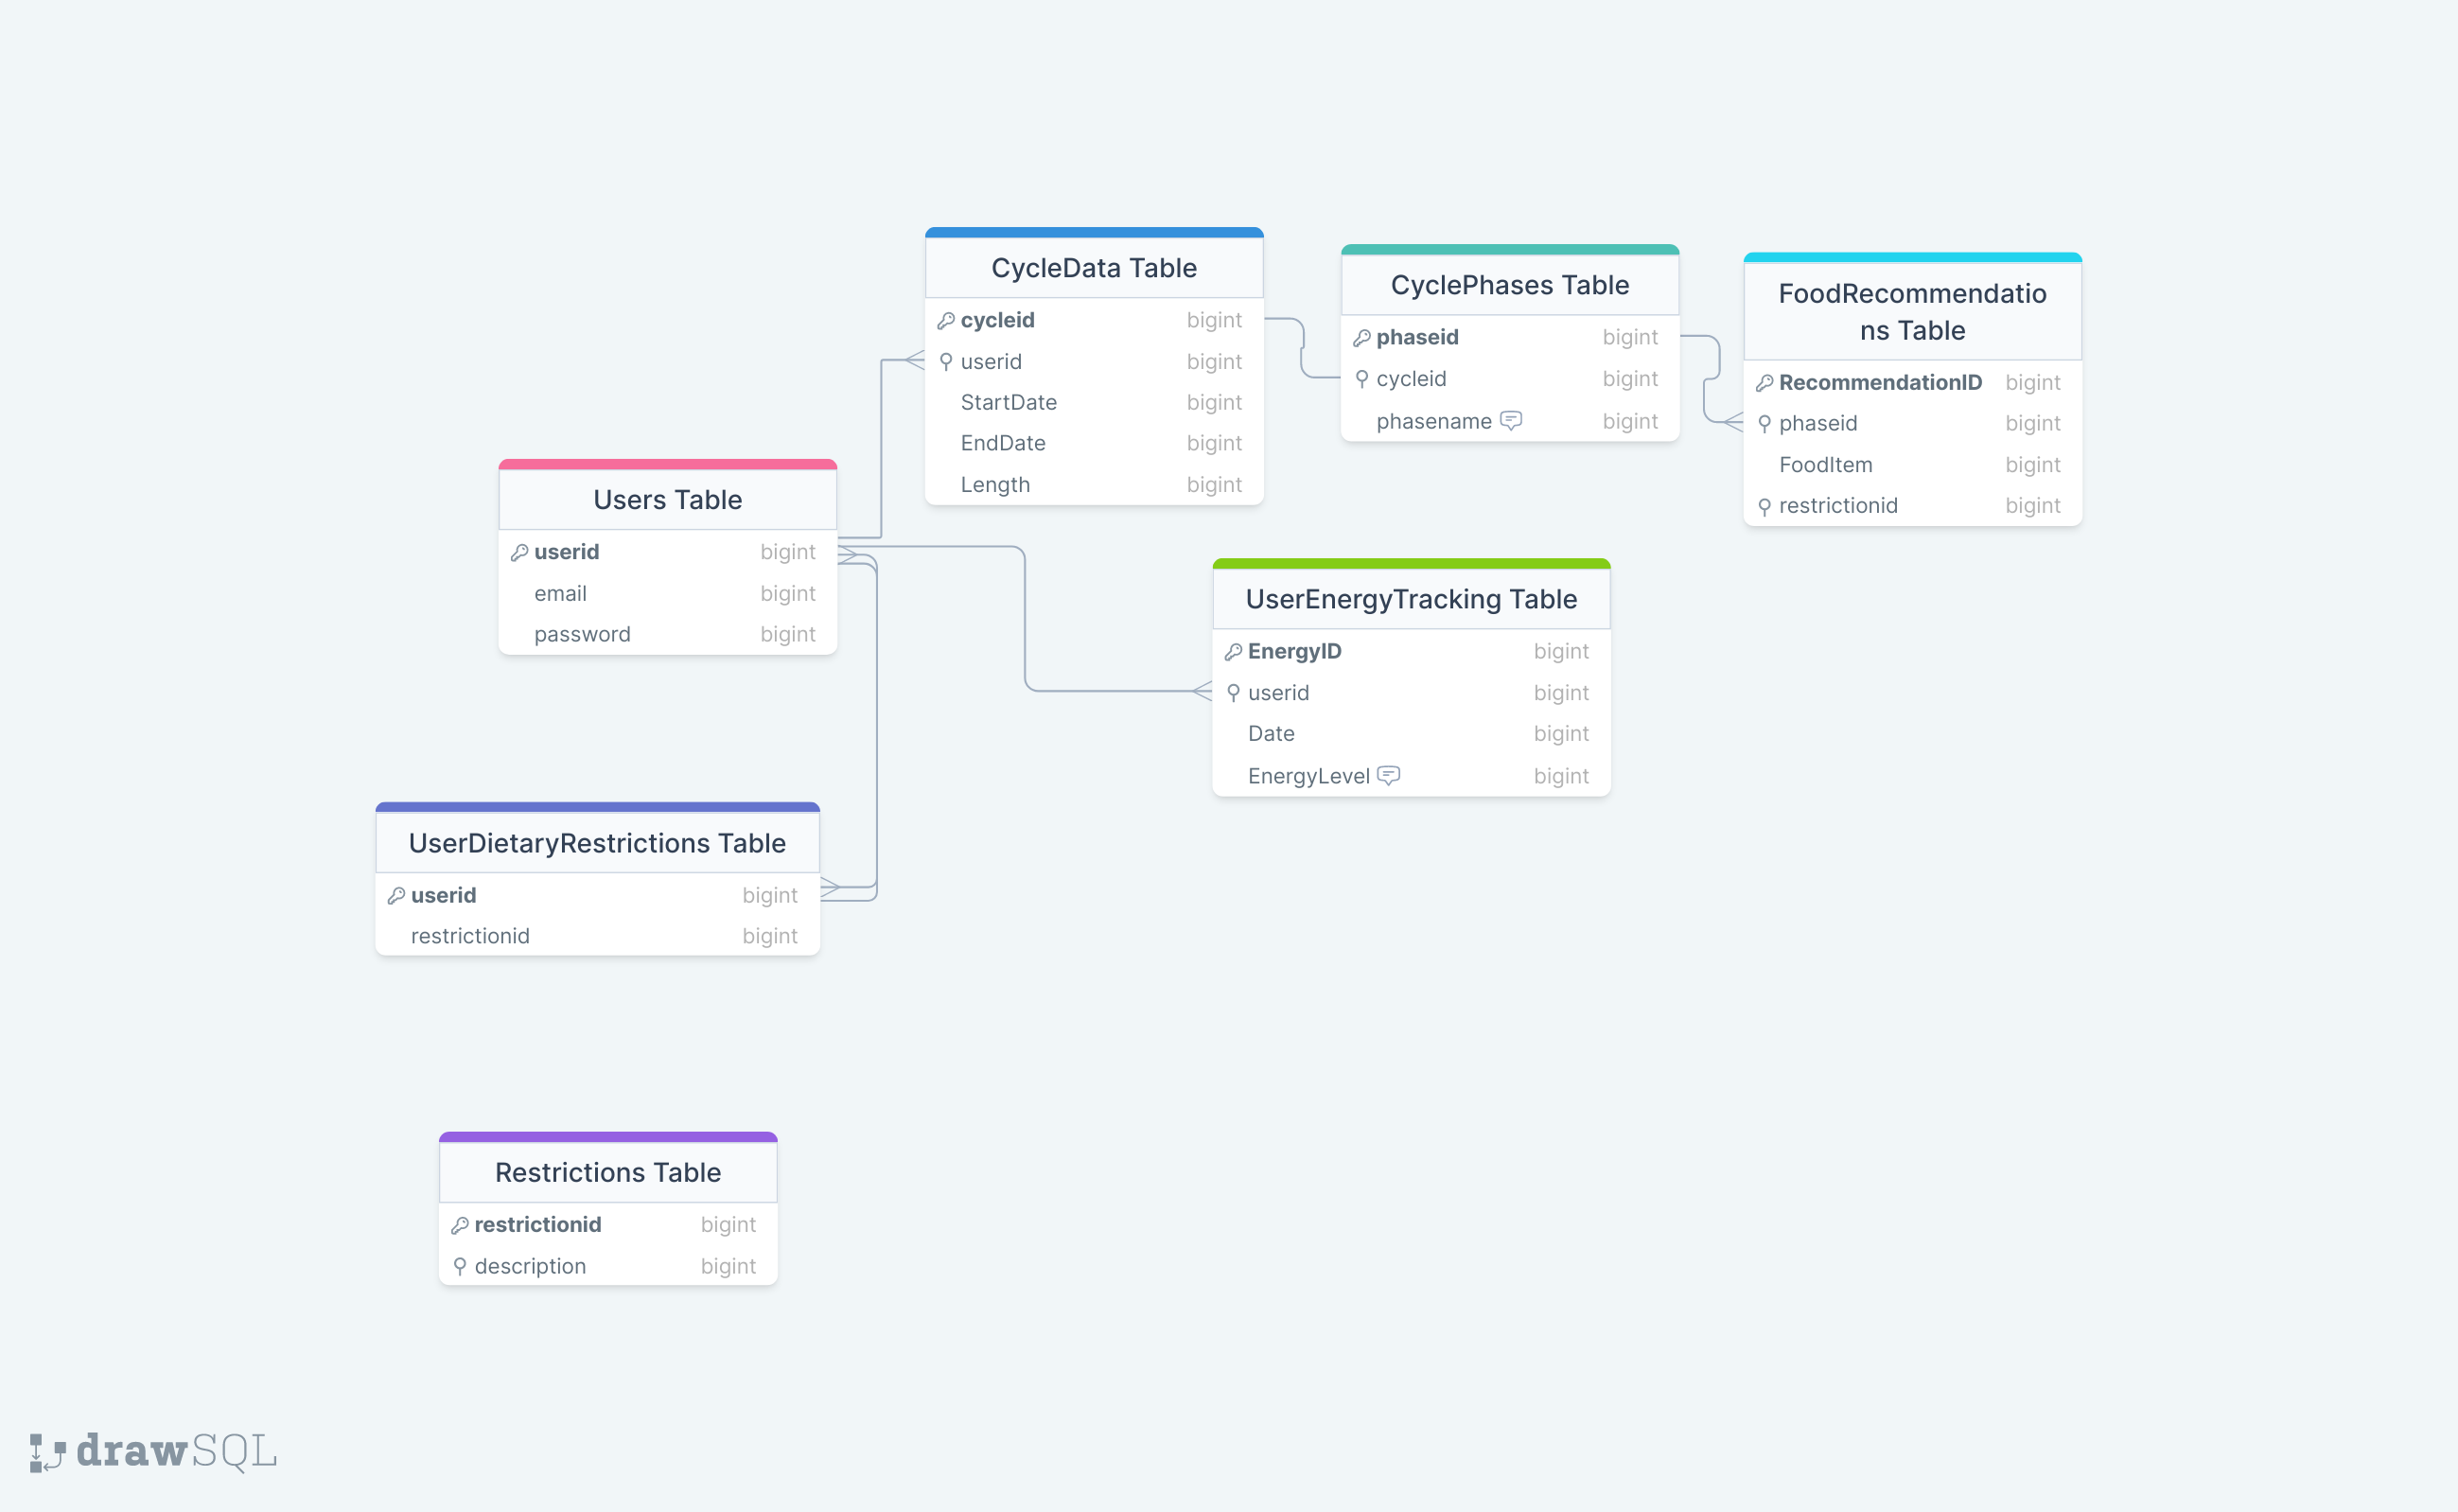 CycleData Table
cycleid bigint
userid bigint
StartDate bigint
EndDate bigint
Length bigint
CyclePhases Table
phaseid bigint
cycleid bigint
phasename bigint
FoodRecommendatio
ns Table
RecommendationID bigint
phaseid bigint
FoodItem bigint
restrictionid bigint
Users Table
userid bigint
email bigint
password bigint
UserEnergyTracking Table
EnergyID bigint
userid bigint
Date bigint
EnergyLevel bigint
UserDietaryRestrictions Table
userid bigint
restrictionid bigint
Restrictions Table
restrictionid bigint
description bigint
drawSQL